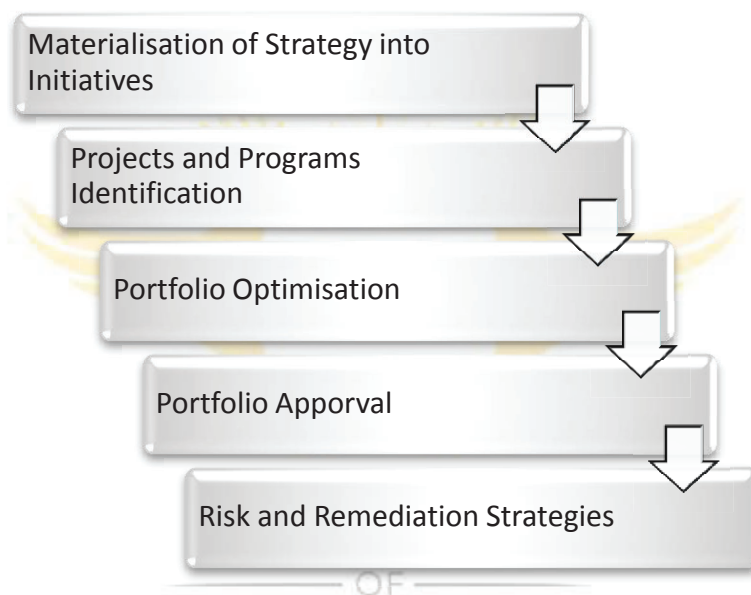 Materialisation of Strategy into
Initiatives
Projects and Programs
Identification
Portfolio Optimisation
Portfolio Apporval
Risk and Remediation Strategies
OF